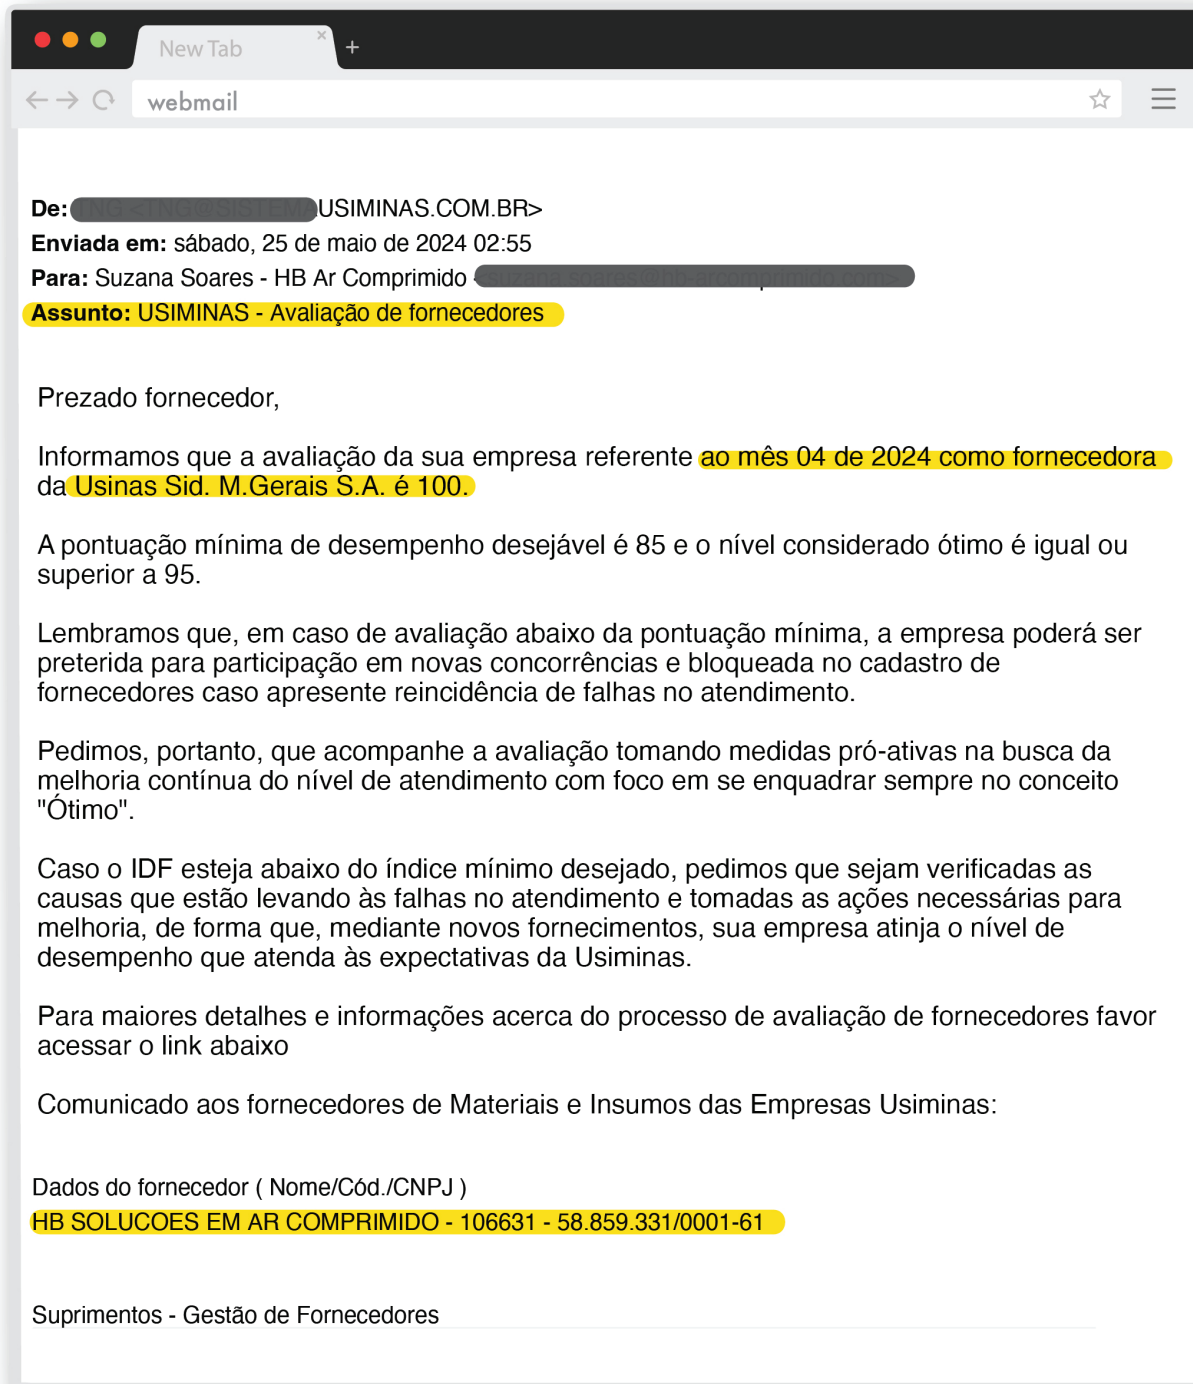 New Tab
webmail
De: USIMINAS.COM.BR>
Enviada em: sábado, 25 de maio de 2024 02:55
Para: Suzana Soares - HB Ar Comprimido
Assunto: USIMINAS - Avaliação de fornecedores
Prezado fornecedor,
Informamos que a avaliação da sua empresa referente ao mês 04 de 2024 como fornecedora
da Usinas Sid. M.Gerais S.A. é 100.
A pontuação mínima de desempenho desejável é 85 e o nível considerado ótimo é igual ou
superior a 95.
Lembramos que, em caso de avaliação abaixo da pontuação mínima, a empresa poderá ser
preterida para participação em novas concorrências e bloqueada no cadastro de
fornecedores caso apresente reincidência de falhas no atendimento.
Pedimos, portanto, que acompanhe a avaliação tomando medidas pró-ativas na busca da
melhoria contínua do nível de atendimento com foco em se enquadrar sempre no conceito
"Ótimo".
Caso o IDF esteja abaixo do índice mínimo desejado, pedimos que sejam verificadas as
causas que estão levando às falhas no atendimento e tomadas as ações necessárias para
melhoria, de forma que, mediante novos fornecimentos, sua empresa atinja o nível de
desempenho que atenda às expectativas da Usiminas.
Para maiores detalhes e informações acerca do processo de avaliação de fornecedores favor
acessar o link abaixo
Comunicado aos fornecedores de Materiais e Insumos das Empresas Usiminas:
Dados do fornecedor ( Nome/Cód./CNPJ )
HB SOLUCOES EM AR COMPRIMIDO - 106631 - 58.859.331/0001-61
Suprimentos - Gestão de Fornecedores